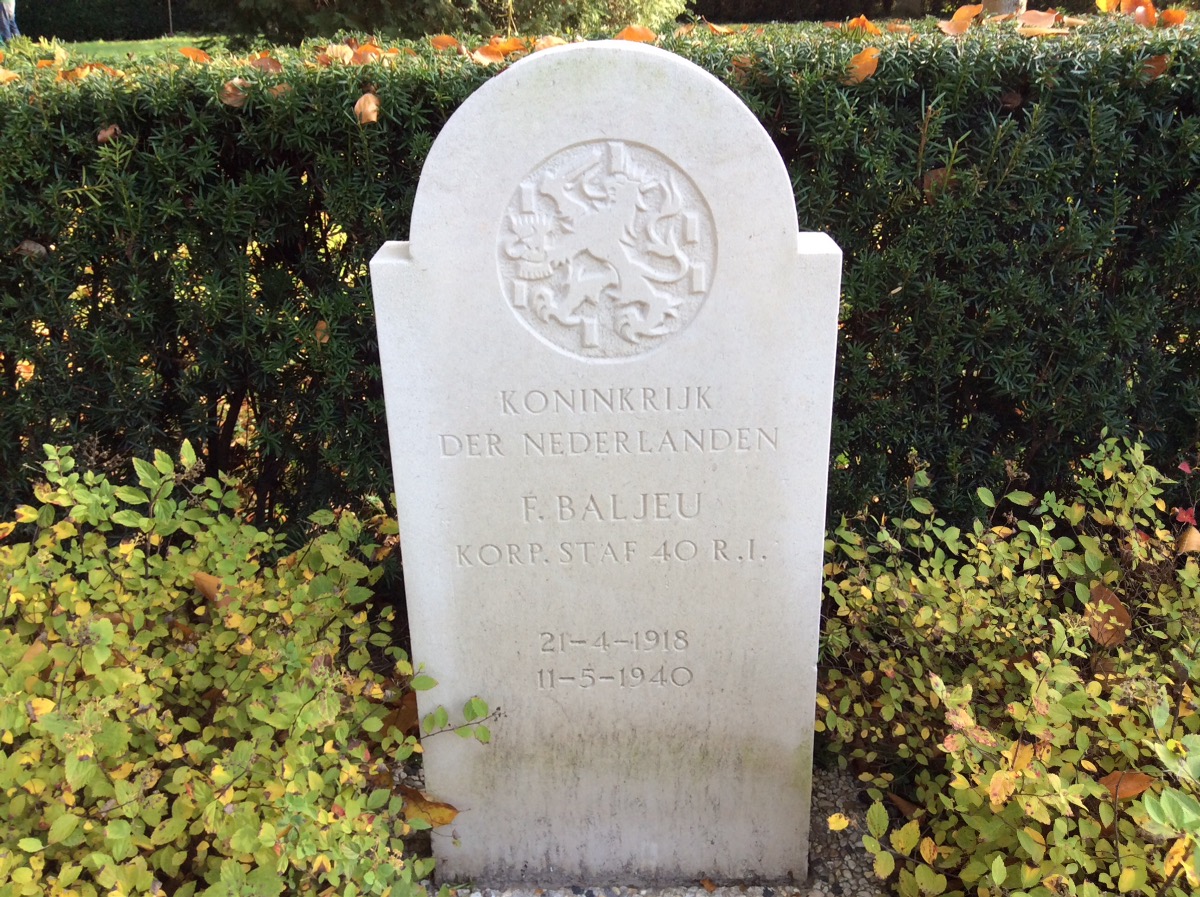 KONINKRIJK
DER NEDERLANDEN
F. BALJEU
KORP. STAF 40 R.I.
21-4-1918
11-5-1940